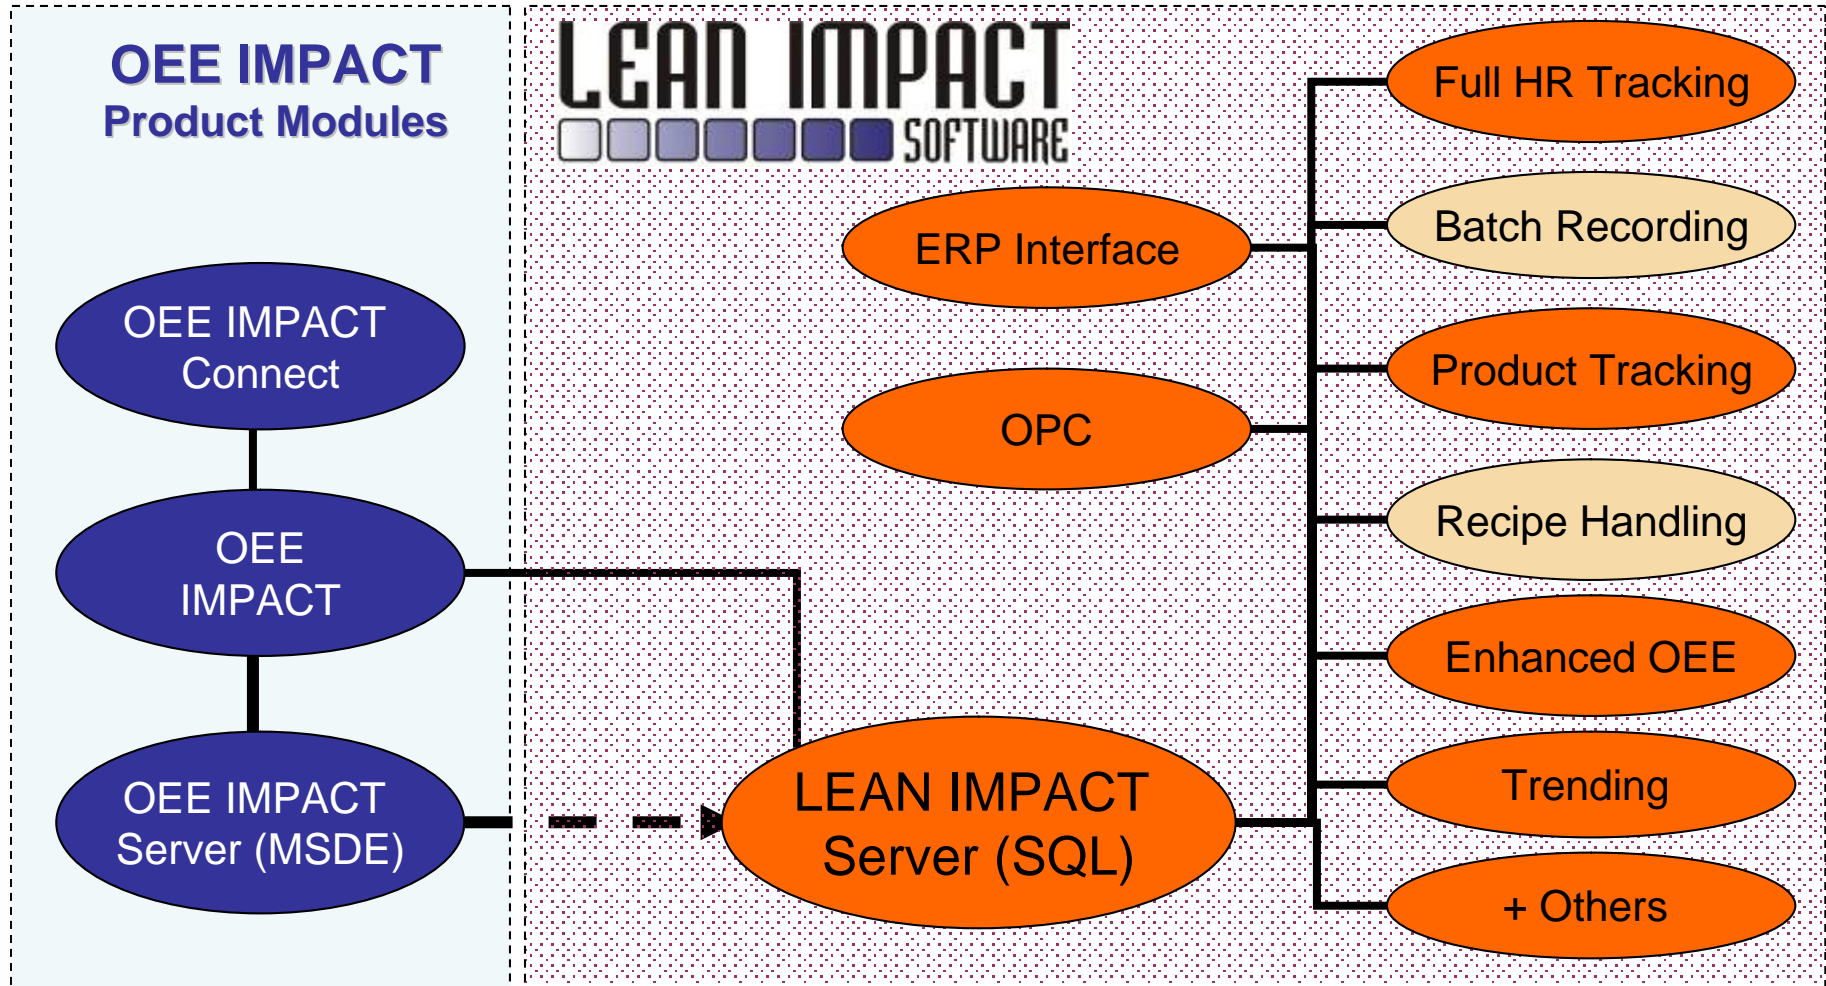 OEE IMPACT
Product Modules
OEE IMPACT
Connect
OEE
IMPACT
OEE IMPACT
Server (MSDE)
LEAN IMPACT
SOFTWARE
ERP Interface
OPC
LEAN IMPACT
Server (SQL)
Full HR Tracking
Batch Recording
Product Tracking
Recipe Handling
Enhanced OEE
Trending
+ Others